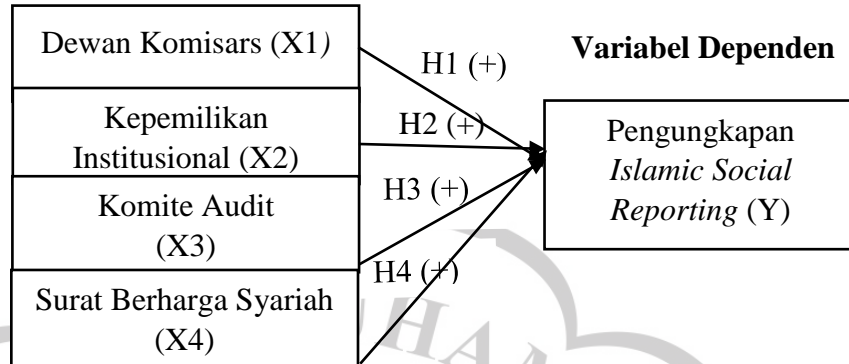 Dewan Komisars (X1)
H1 (+)
Variabel Dependen
Kepemilikan
Institusional (X2)
H2 (+)
Pengungkapan
Islamic Social
Reporting (Y)
Komite Audit
(X3)
H3 (+)
Surat Berharga Syariah
(X4)
H4 (+)
UHAM